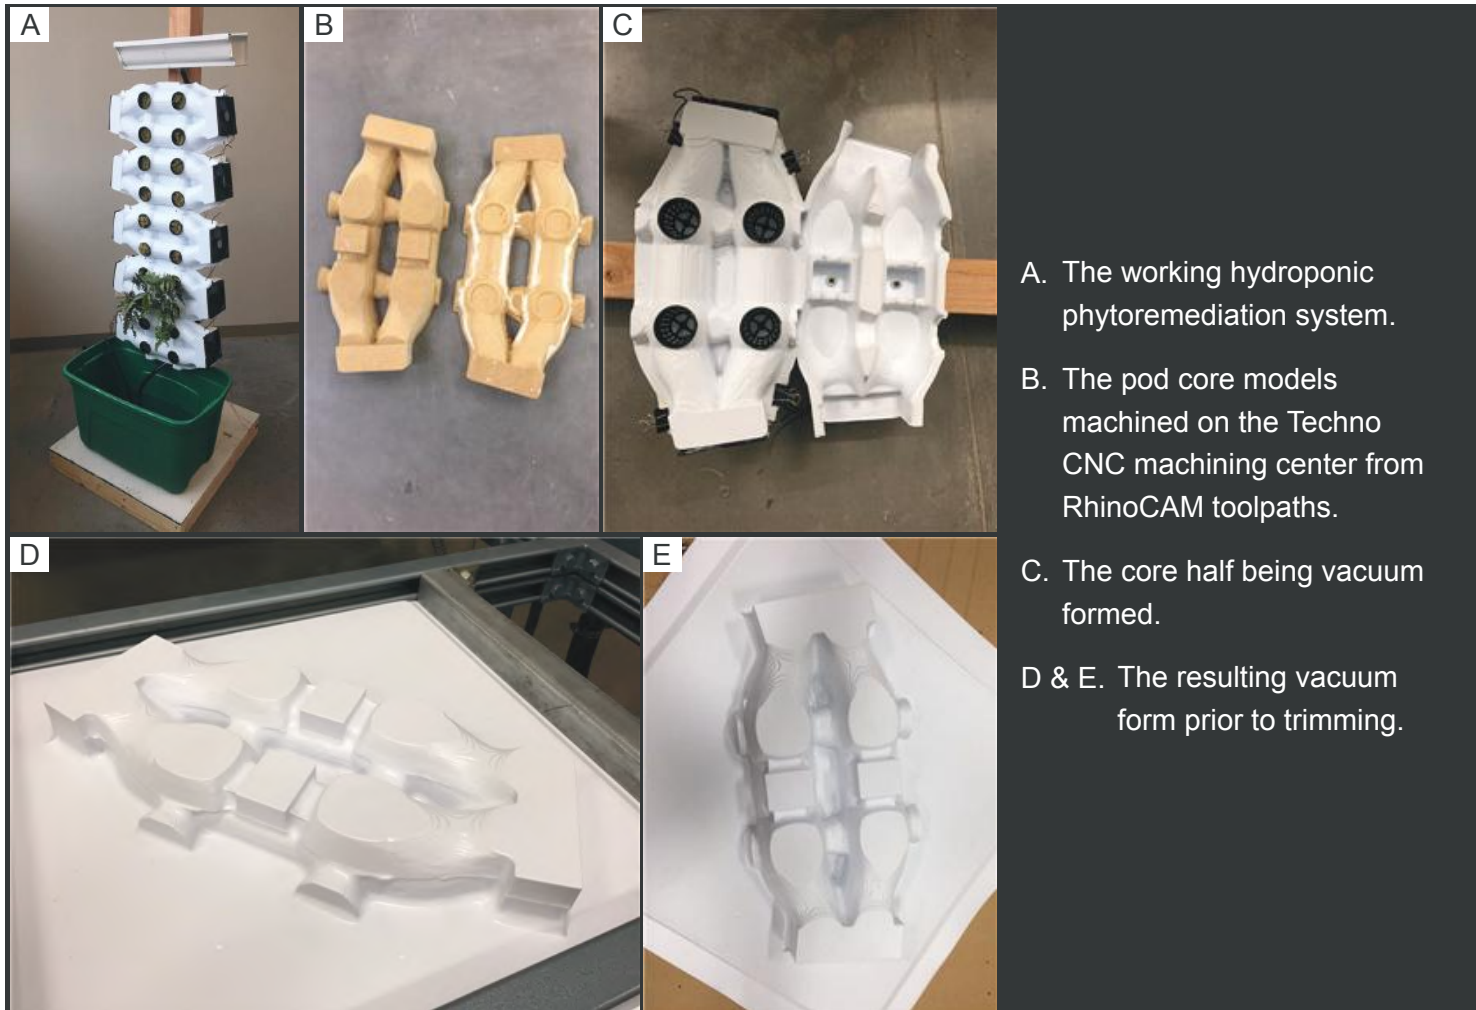 A
B
C
D
E
A. The working hydroponic
phytoremediation system.
B. The pod core models
machined on the Techno
CNC machining center from
RhinoCAM toolpaths.
C. The core half being vacuum
formed.
D & E. The resulting vacuum
form prior to trimming.